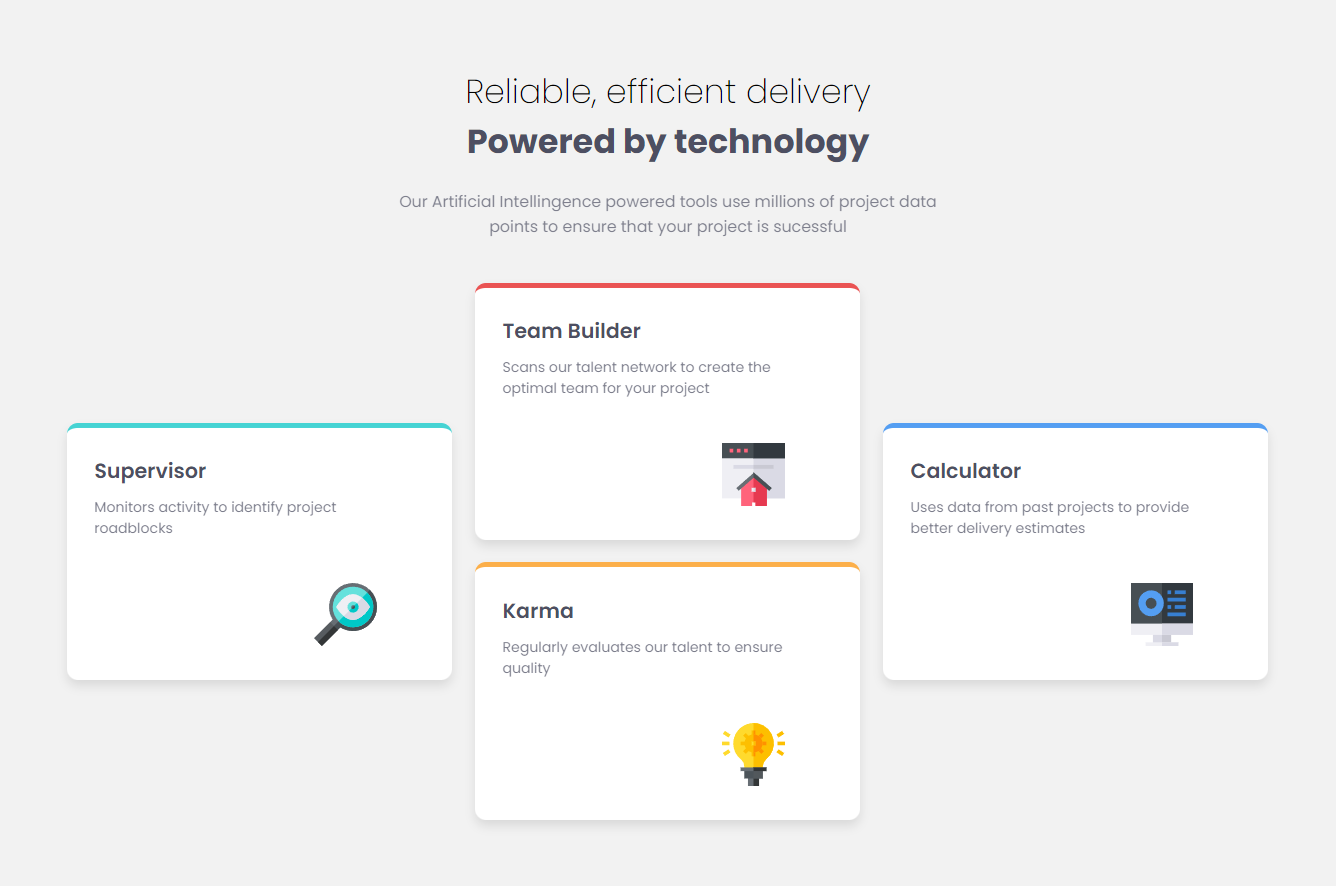 Reliable, efficient delivery
Powered by technology
Our Artificial Intellingence powered tools use millions of project data
points to ensure that your project is sucessful
Team Builder
Scans our talent network to create the
optimal team for your project
Supervisor
Monitors activity to identify project
roadblocks
Calculator
Uses data from past projects to provide
better delivery estimates
Karma
Regularly evaluates our talent to ensure
quality